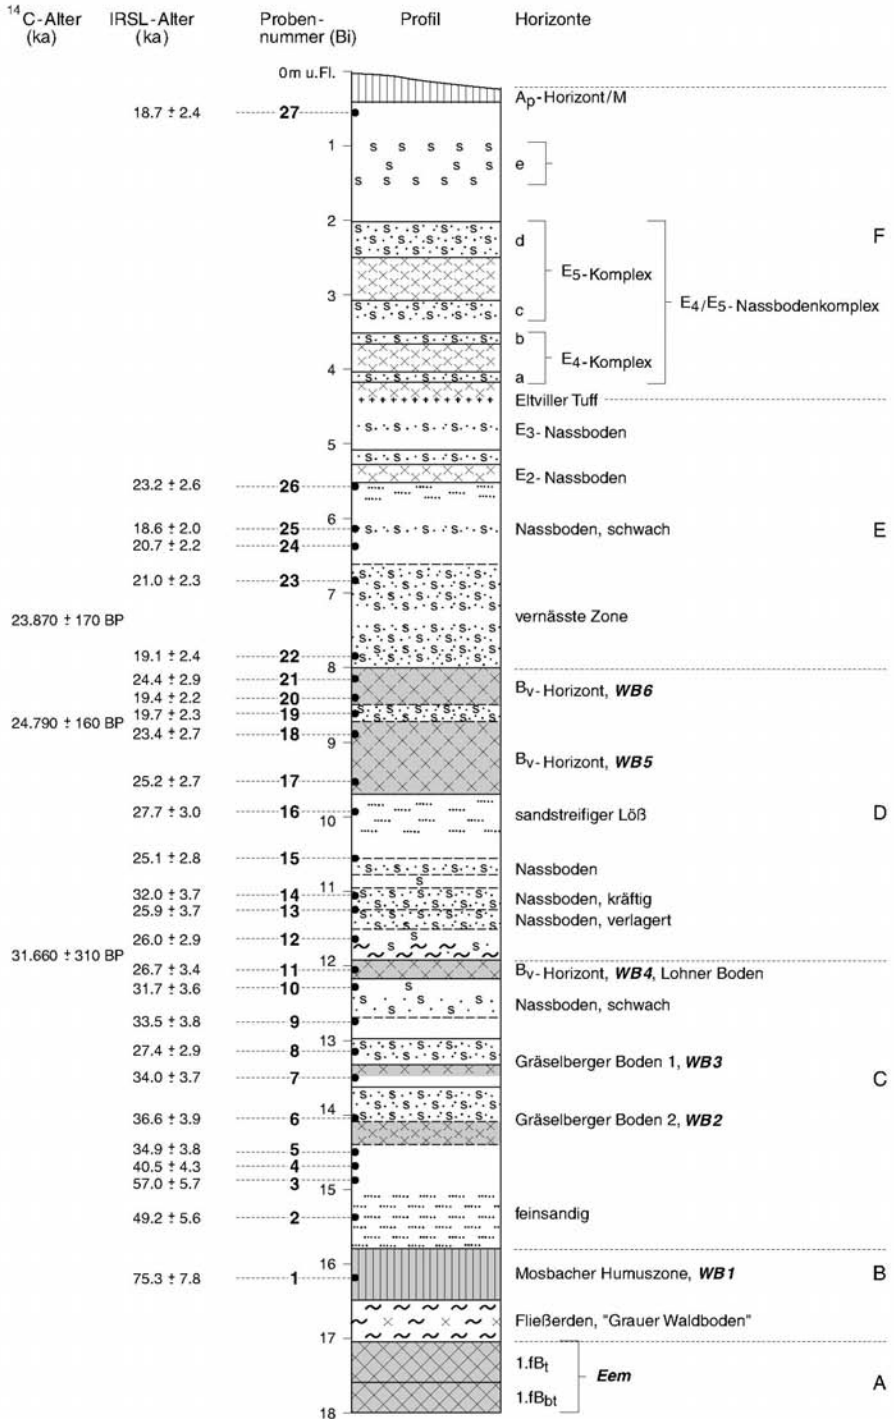 14C-Alter (ka) IRSL-Alter (ka) Proben-nummer (Bi) Profil Horizonte
0m u.Fl.
Ap-Horizont/M
18.7 ± 2.4 27
1
e
2
d
F
E5-Komplex
3
c
E4/E5-Nassbodenkomplex
b
E4-Komplex
4
a
Eltviller Tuff
E3-Nassboden
5
E2-Nassboden
23.2 ± 2.6 26
6
18.6 ± 2.0 25 Nassboden, schwach E
20.7 ± 2.2 24
21.0 ± 2.3 23
7
23.870 ± 170 BP vernässte Zone
19.1 ± 2.4 22
8
24.4 ± 2.9 21
Bv-Horizont, WB6
19.4 ± 2.2 20
19.7 ± 2.3 19
24.790 ± 160 BP
23.4 ± 2.7 18
9
Bv-Horizont, WB5
25.2 ± 2.7 17
27.7 ± 3.0 16 sandstreifiger Löß D
10
25.1 ± 2.8 15
Nassboden
11
32.0 ± 3.7 14 Nassboden, kräftig
25.9 ± 3.7 13 Nassboden, verlagert
26.0 ± 2.9 12
31.660 ± 310 BP
12
26.7 ± 3.4 11 Bv-Horizont, WB4, Lohner Boden
31.7 ± 3.6 10
Nassboden, schwach
33.5 ± 3.8 9
13
27.4 ± 2.9 8
Gräselberger Boden 1, WB3
34.0 ± 3.7 7 C
14
36.6 ± 3.9 6 Gräselberger Boden 2, WB2
34.9 ± 3.8 5
40.5 ± 4.3 4
57.0 ± 5.7 3
15
49.2 ± 5.6 2 feinsandig
16
75.3 ± 7.8 1 Mosbacher Humuszone, WB1 B
Fließerden, "Grauer Waldboden"
17
1.fBt
Eem
A
1.fBbt
18